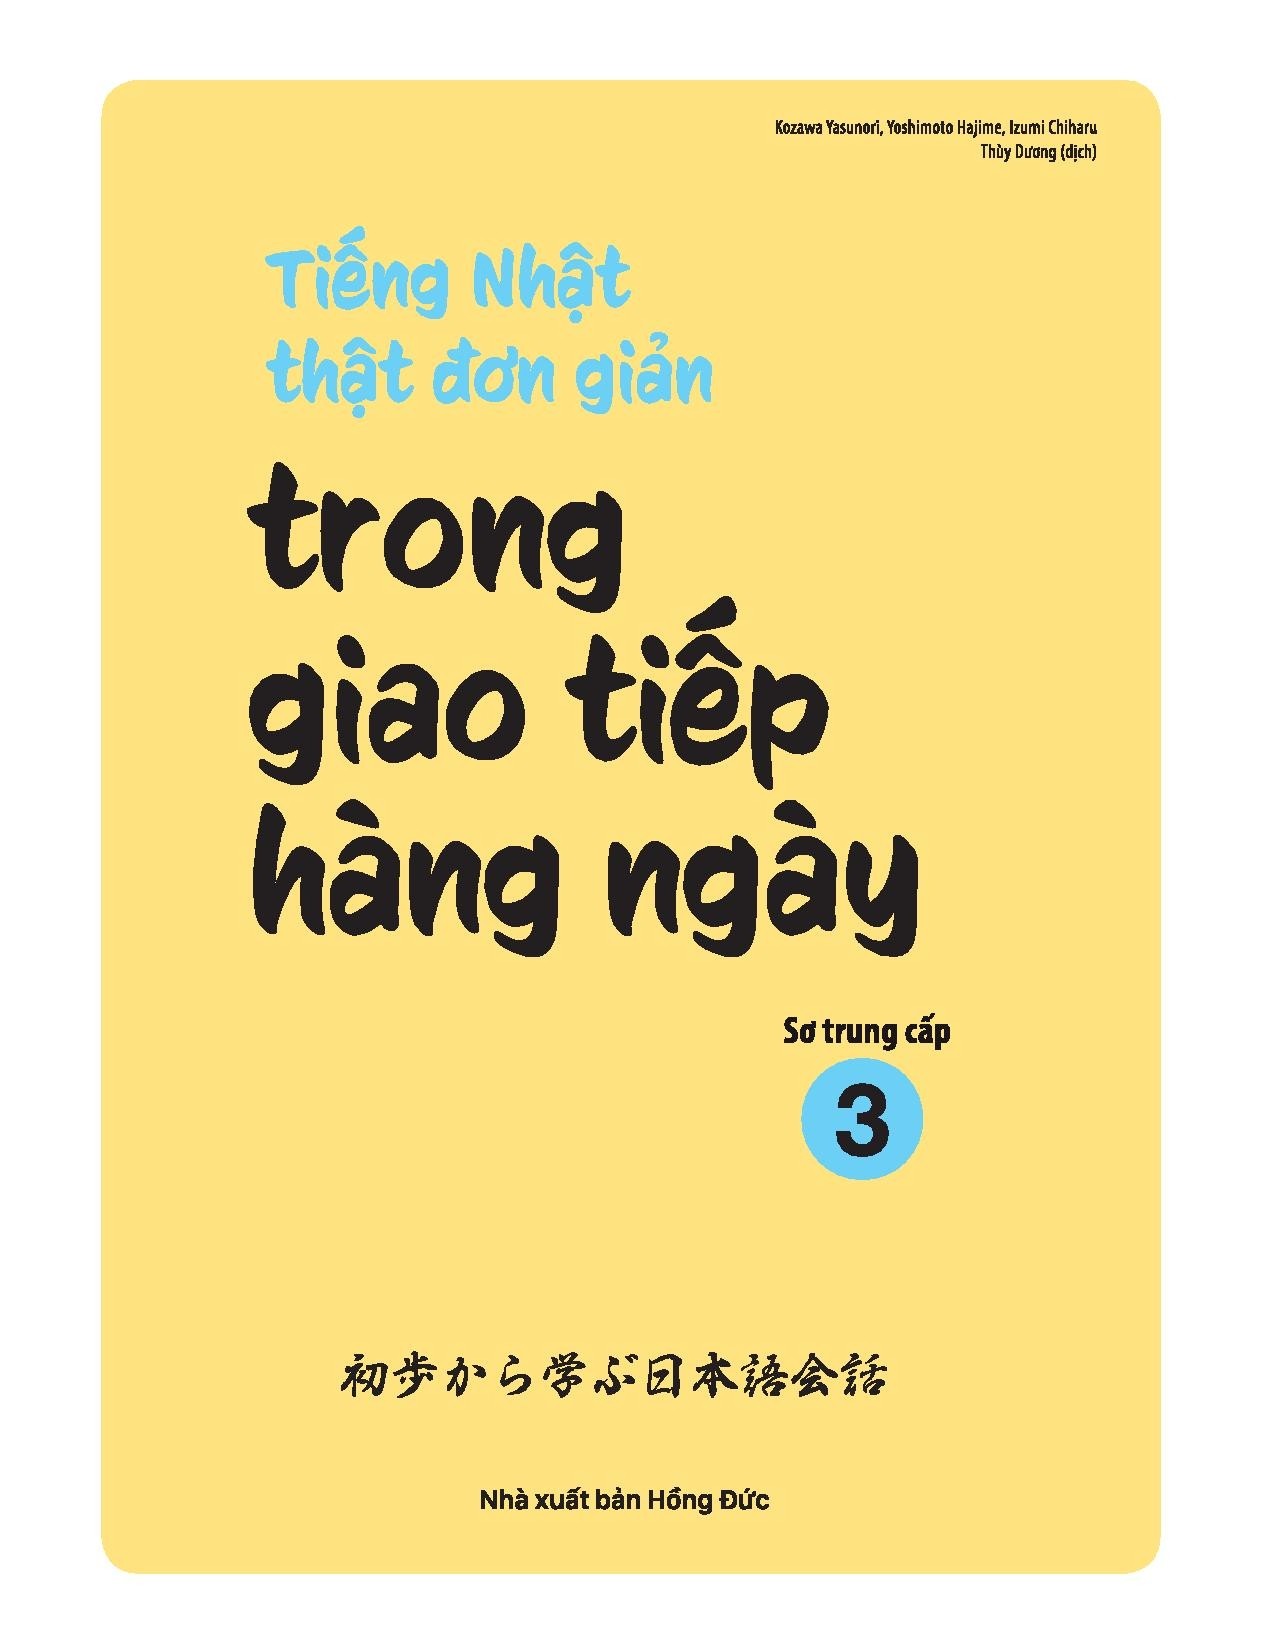 Kozawa Yasunori, Yoshimoto Hajime, Izumi Chiharu
Thùy Dương (dịch)
Tiếng Nhật
thật đơn giản
trong
giao tiếp
hàng ngày
Sơ trung cấp
3
初歩から学ぶ日本語会話
Nhà xuất bản Hồng Đức